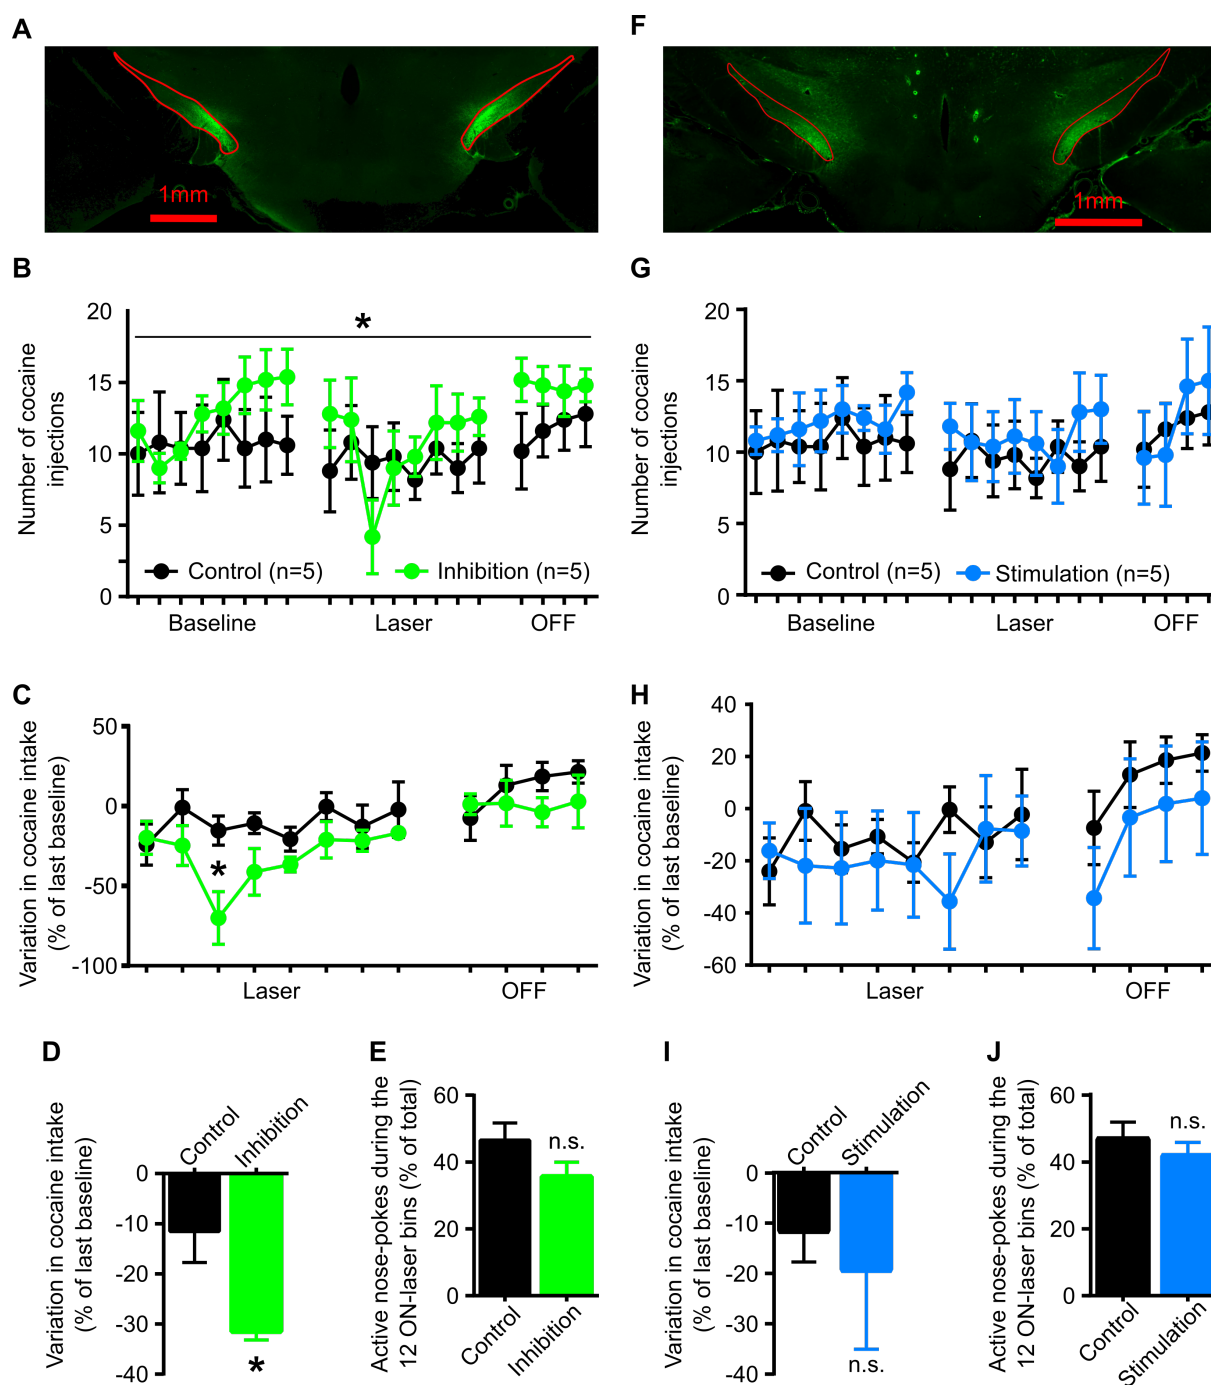 A
1mm
F
1mm
B
Number of cocaine
injections
20
15
10
5
0
*
Control (n=5)
Inhibition (n=5)
Baseline
Laser
OFF
G
Number of cocaine
injections
20
15
10
5
0
Control (n=5)
Stimulation (n=5)
Baseline
Laser
OFF
C
Variation in cocaine intake
(% of last baseline)
50
0
-50
-100
*
Laser
OFF
H
Variation in cocaine intake
(% of last baseline)
40
20
0
-20
-40
-60
Laser
OFF
D
Variation in cocaine intake
(% of last baseline)
Control
Inhibition
0
-10
-20
-30
-40
*
E
Active nose-pokes during the
12 ON-laser bins (% of total)
60
40
20
0
n.s.
Control
Inhibition
I
Variation in cocaine intake
(% of last baseline)
Control
Stimulation
0
-10
-20
-30
-40
n.s.
J
Active nose-pokes during the
12 ON-laser bins (% of total)
60
40
20
0
n.s.
Control
Stimulation